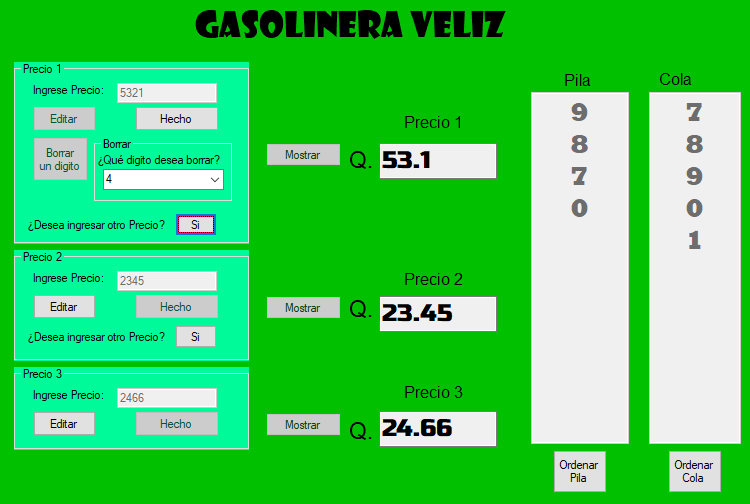 GASOLINERA VELIZ
Precio 1
Ingrese Precio: 5321
Editar Hecho
Borrar un digito
Borrar
¿Qué digito desea borrar?
4
¿Desea ingresar otro Precio? Si
Precio 2
Ingrese Precio: 2345
Editar Hecho
¿Desea ingresar otro Precio? Si
Precio 3
Ingrese Precio: 2466
Editar Hecho
Precio 1
Mostrar Q. 53.1
Precio 2
Mostrar Q. 23.45
Precio 3
Mostrar Q. 24.66
Pila
9
8
7
0
Ordenar
Pila
Cola
7
8
9
0
1
Ordenar
Cola